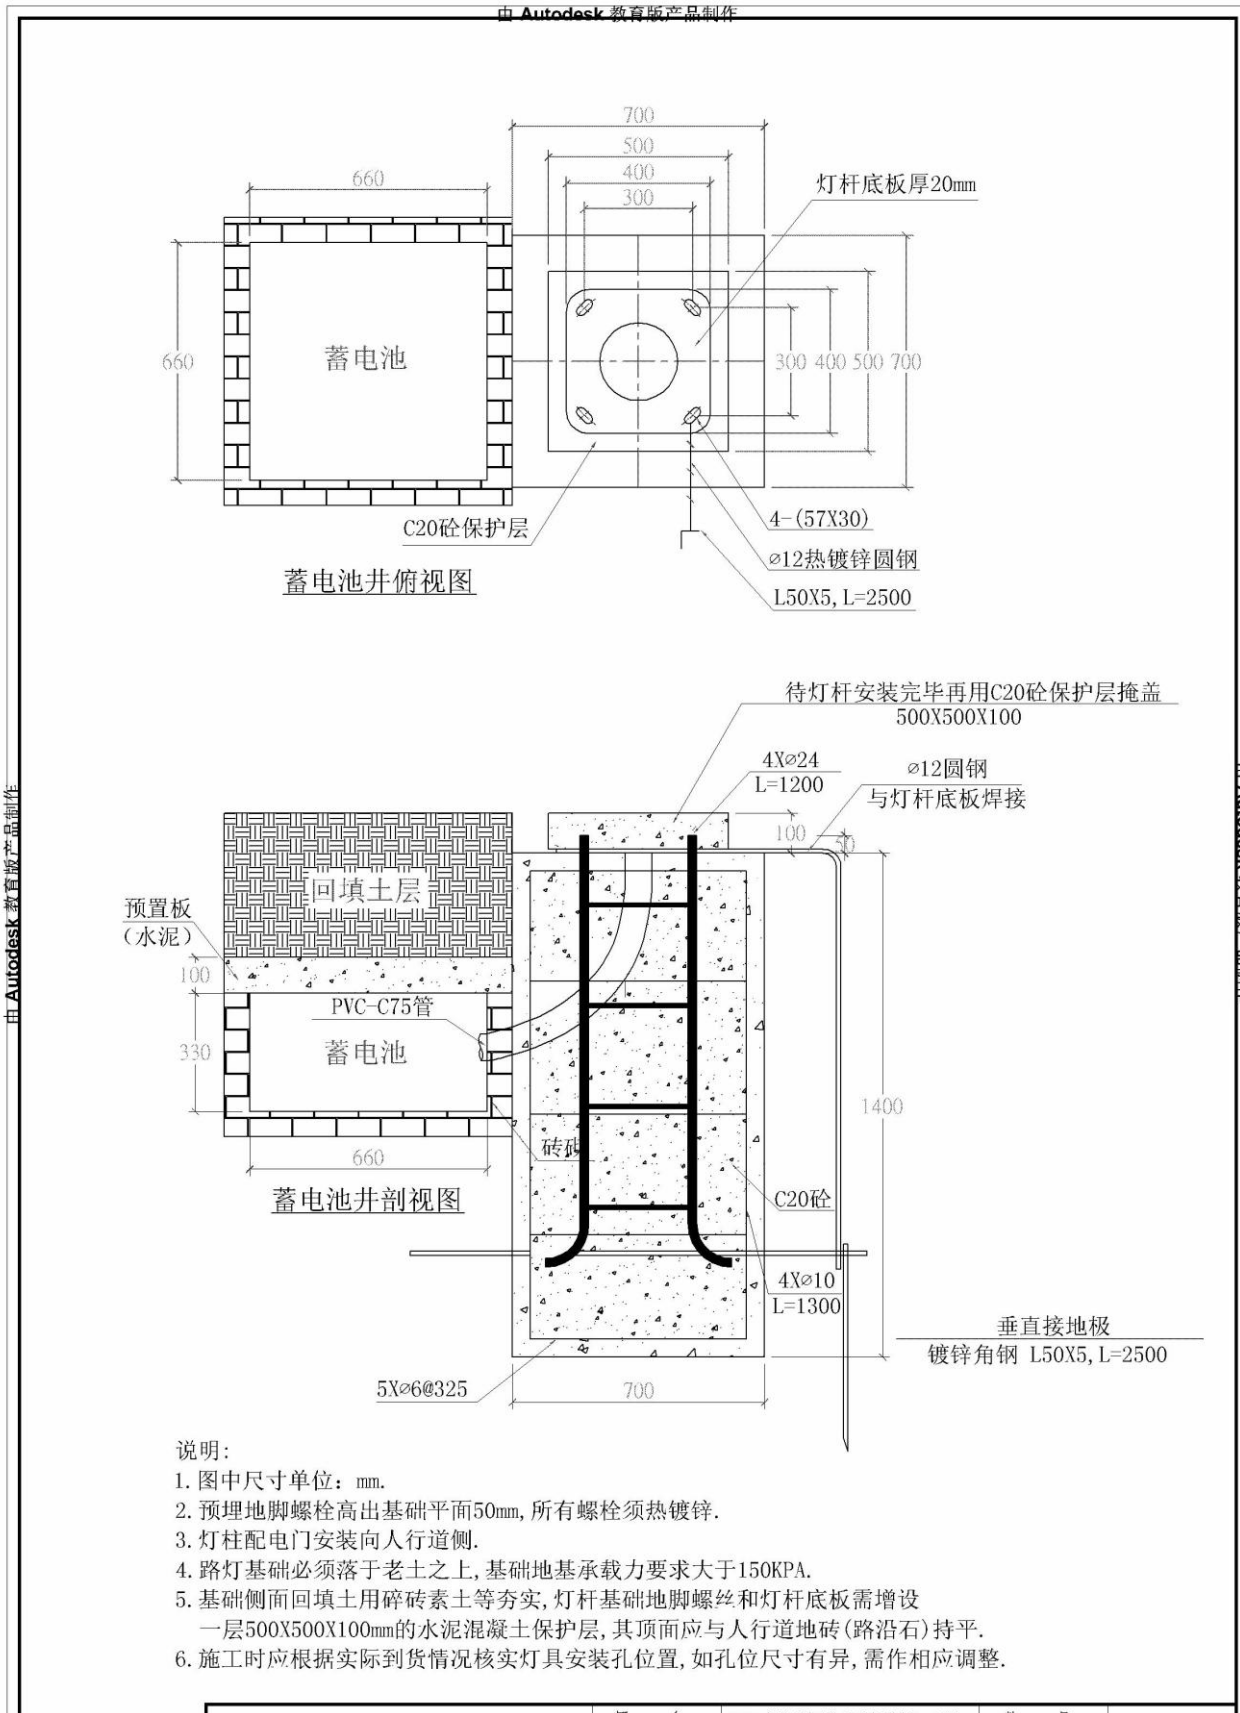 由 Autodesk 教育版产品制作
700
500
400
300
660
灯杆底板厚20mm
660
蓄电池
300 400 500 700
C20砼保护层
4-(57X30)
⌀12热镀锌圆钢
L50X5, L=2500
蓄电池井俯视图
待灯杆安装完毕再用C20砼保护层掩盖
500X500X100
4X⌀24
L=1200
⌀12圆钢
与灯杆底板焊接
由 Autodesk 教育版产品制作
100
50
回填土层
预置板
(水泥)
100
PVC-C75管
蓄电池
330
1400
砖
660
蓄电池井剖视图
C20砼
4X⌀10
L=1300
垂直接地极
镀锌角钢 L50X5, L=2500
5X⌀6@325
700
说明:
1. 图中尺寸单位: mm.
2. 预埋地脚螺栓高出基础平面50mm, 所有螺栓须热镀锌.
3. 灯柱配电门安装向人行道侧.
4. 路灯基础必须落于老土之上, 基础地基承载力要求大于150KPA.
5. 基础侧面回填土用碎砖素土等夯实, 灯杆基础地脚螺丝和灯杆底板需增设
一层500X500X100mm的水泥混凝土保护层, 其顶面应与人行道地砖(路沿石)持平.
6. 施工时应根据实际到货情况核实灯具安装孔位置, 如孔位尺寸有异, 需作相应调整.